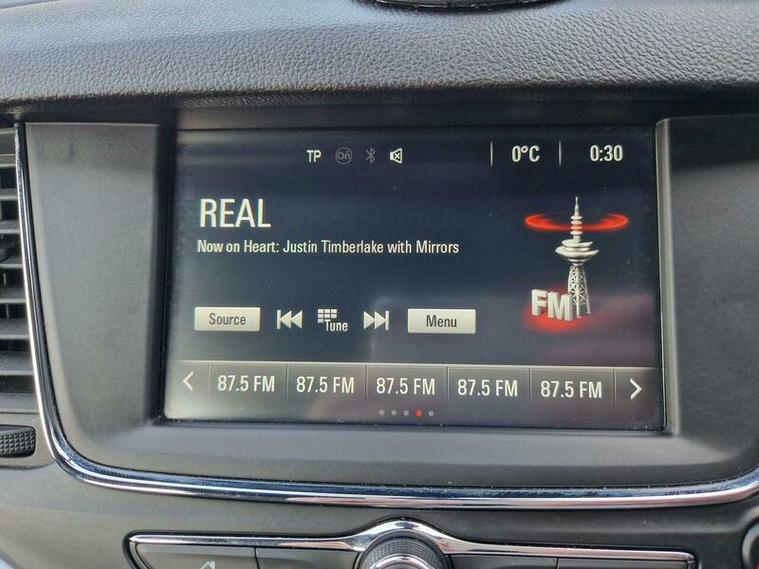 TP On 0°C 0:30
REAL
Now on Heart: Justin Timberlake with Mirrors
FM
Source Tune Menu
87.5 FM 87.5 FM 87.5 FM 87.5 FM 87.5 FM